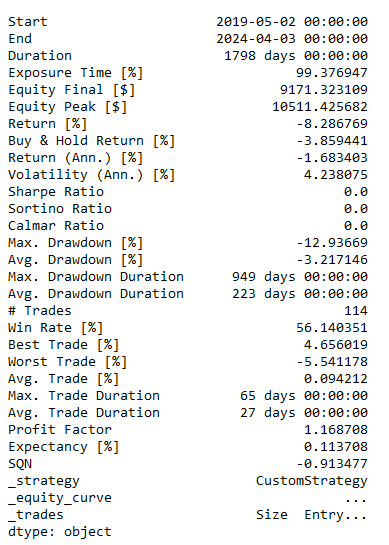 Start 2019-05-02 00:00:00
End 2024-04-03 00:00:00
Duration 1798 days 00:00:00
Exposure Time [%] 99.376947
Equity Final [$] 9171.323109
Equity Peak [$] 10511.425682
Return [%] -8.286769
Buy & Hold Return [%] -3.859441
Return (Ann.) [%] -1.683403
Volatility (Ann.) [%] 4.238075
Sharpe Ratio 0.0
Sortino Ratio 0.0
Calmar Ratio 0.0
Max. Drawdown [%] -12.93669
Avg. Drawdown [%] -3.217146
Max. Drawdown Duration 949 days 00:00:00
Avg. Drawdown Duration 223 days 00:00:00
# Trades 114
Win Rate [%] 56.140351
Best Trade [%] 4.656019
Worst Trade [%] -5.541178
Avg. Trade [%] 0.094212
Max. Trade Duration 65 days 00:00:00
Avg. Trade Duration 27 days 00:00:00
Profit Factor 1.168708
Expectancy [%] 0.113708
SQN -0.913477
_strategy CustomStrategy
_equity_curve ...
_trades Size Entry...
dtype: object